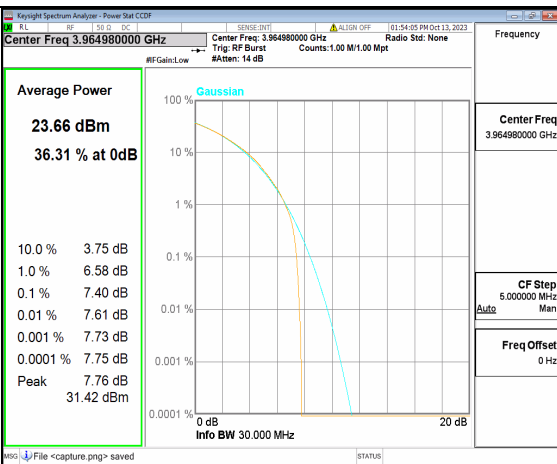 Keysight Spectrum Analyzer - Power Stat CCDF
RL RF 50 Ω DC SENSE:INT ALIGN OFF 01:54:05 PM Oct 13, 2023
Center Freq 3.964980000 GHz
Center Freq: 3.964980000 GHz Radio Std: None
Trig: RF Burst Counts:1.00 M/1.00 Mpt
#IFGain:Low #Atten: 14 dB
Frequency
Average Power
23.66 dBm
36.31 % at 0dB
10.0 % 3.75 dB
1.0 % 6.58 dB
0.1 % 7.40 dB
0.01 % 7.61 dB
0.001 % 7.73 dB
0.0001 % 7.75 dB
Peak 7.76 dB
31.42 dBm
Gaussian
100 %
10 %
1 %
0.1 %
0.01 %
0.001 %
0.0001 %
0 dB 20 dB
Info BW 30.000 MHz
Center Freq
3.964980000 GHz
CF Step
5.000000 MHz
Auto Man
Freq Offset
0 Hz
MSG File <capture.png> saved STATUS